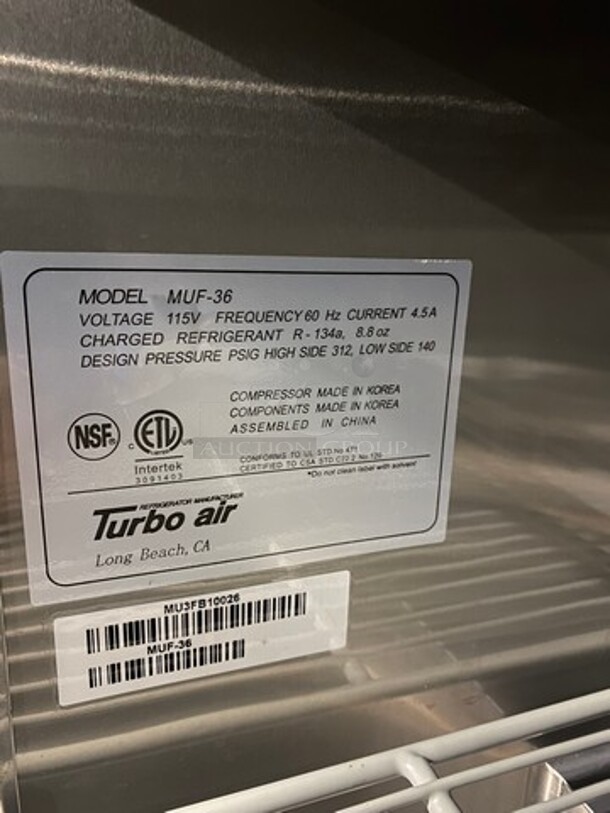 MODEL MUF-36
VOLTAGE 115V FREQUENCY 60 Hz CURRENT 4.5A
CHARGED REFRIGERANT R-134a, 8.8 oz
DESIGN PRESSURE PSIG HIGH SIDE 312, LOW SIDE 140
COMPRESSOR MADE IN KOREA
COMPONENTS MADE IN KOREA
ASSEMBLED IN CHINA
NSF®
C ETL US
LISTED
Intertek
3091403
AUCTION GROUP
CONFORMS TO UL STD.No 471
CERTIFIED TO CSA STD C22.2 No.120
*Do not clean label with solvent
REFRIGERATOR MANUFACTURER
Turbo air
Long Beach, CA
MU3FB10026
MUF-36